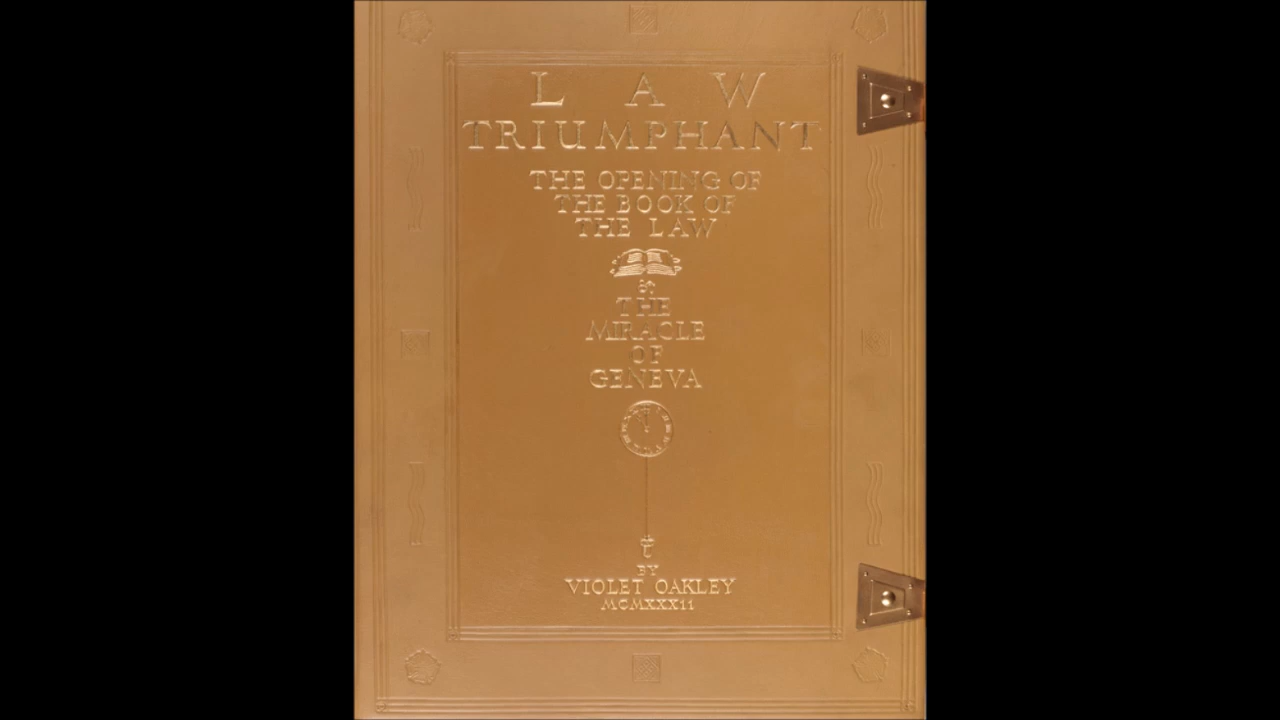 L A W
TRIUMPHANT
THE OPENING OF
THE BOOK OF
THE LAW
&
THE
MIRACLE
OF
GENEVA
BY
VIOLET OAKLEY
MCMXXXII